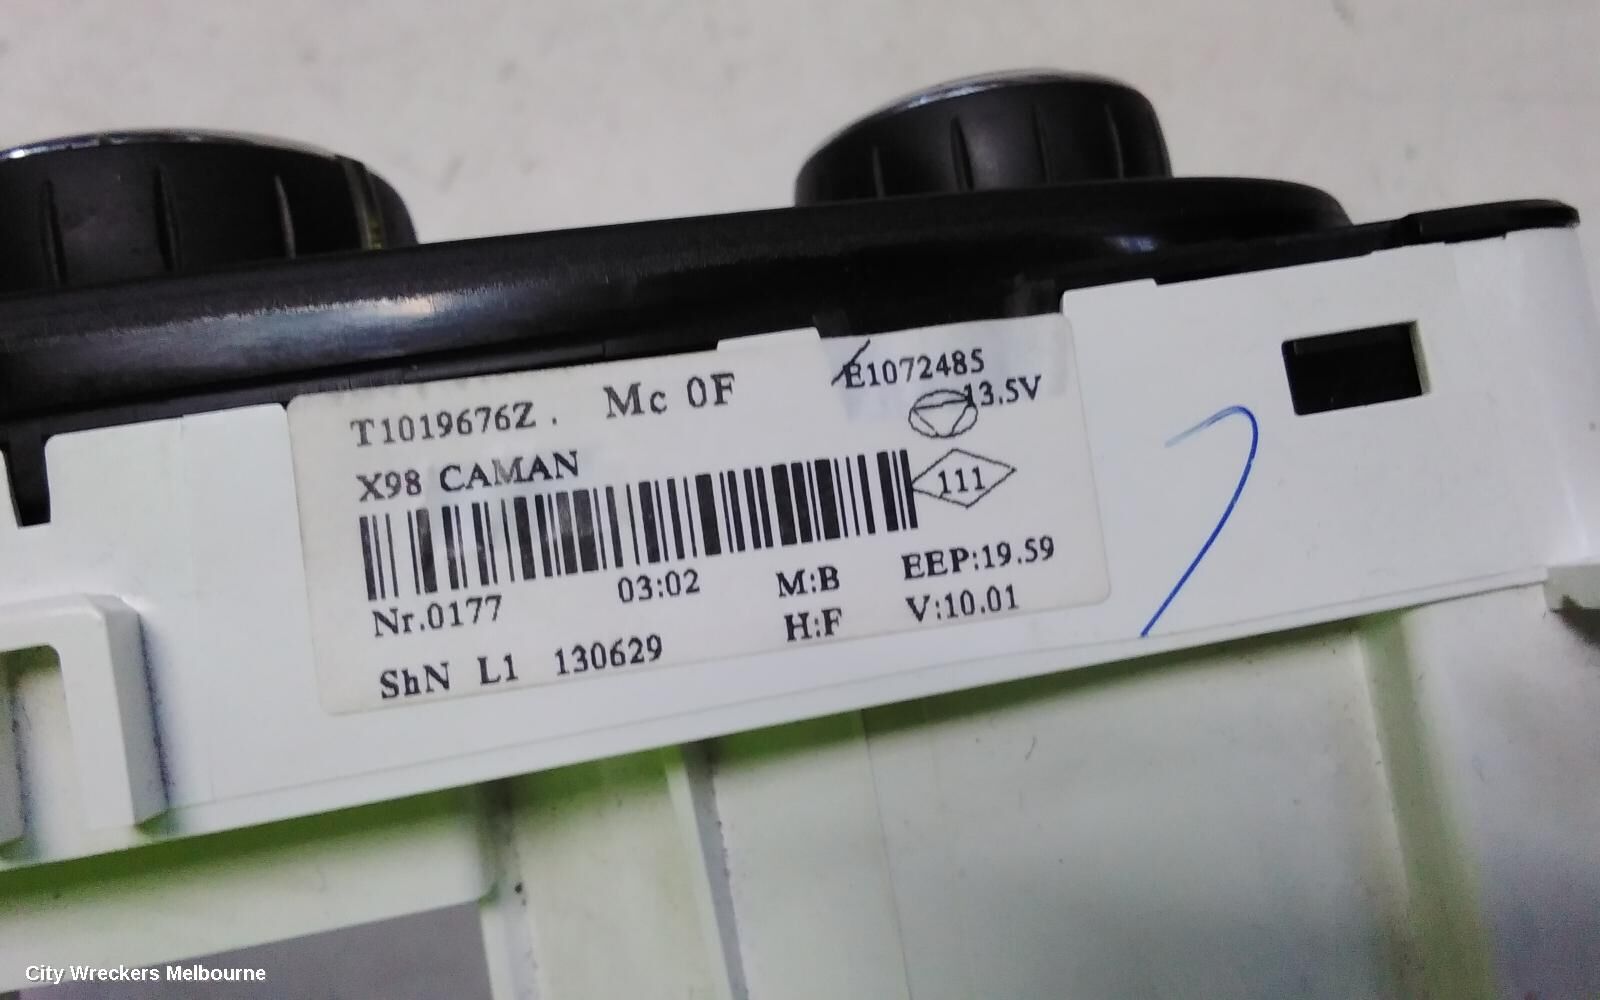 T1019676Z . Mc 0F E1072485
13.5V
X98 CAMAN
111
Nr.0177 03:02 M:B EEP:19.59
H:F V:10.01
ShN L1 130629
City Wreckers Melbourne